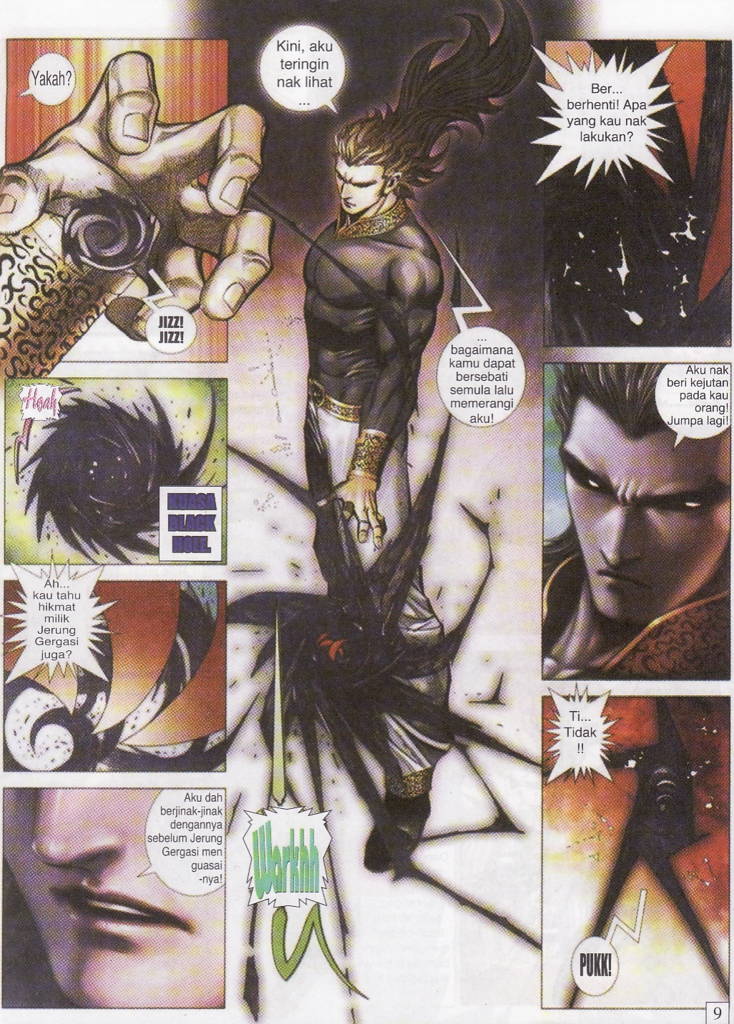 Yakah?
JIZZ!
JIZZ!
Hoah
KUASA
BLACK
HOLE
Ah...
kau tahu
hikmat
milik
Jerung
Gergasi
juga?
Aku dah
berjinak-jinak
dengannya
sebelum Jerung
Gergasi men
guasai
-nya!
Kini, aku
teringin
nak lihat
...
...
bagaimana
kamu dapat
bersebati
semula lalu
memerangi
aku!
Warkhh
Ber...
berhenti! Apa
yang kau nak
lakukan?
Aku nak
beri kejutan
pada kau
orang!
Jumpa lagi!
Ti...
Tidak
!!
PUKK!
9